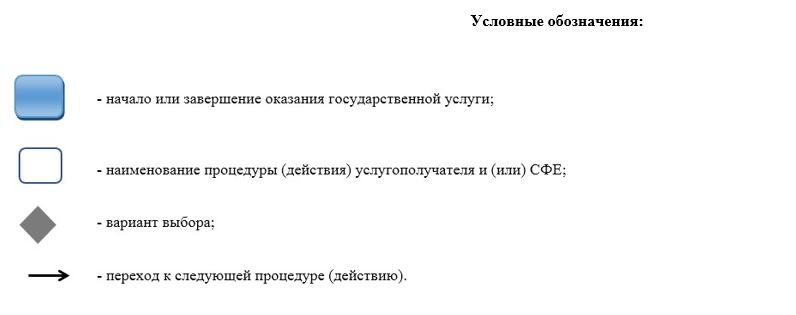 Условные обозначения:
- начало или завершение оказания государственной услуги;
- наименование процедуры (действия) услугополучателя и (или) СФЕ;
- вариант выбора;
- переход к следующей процедуре (действию).